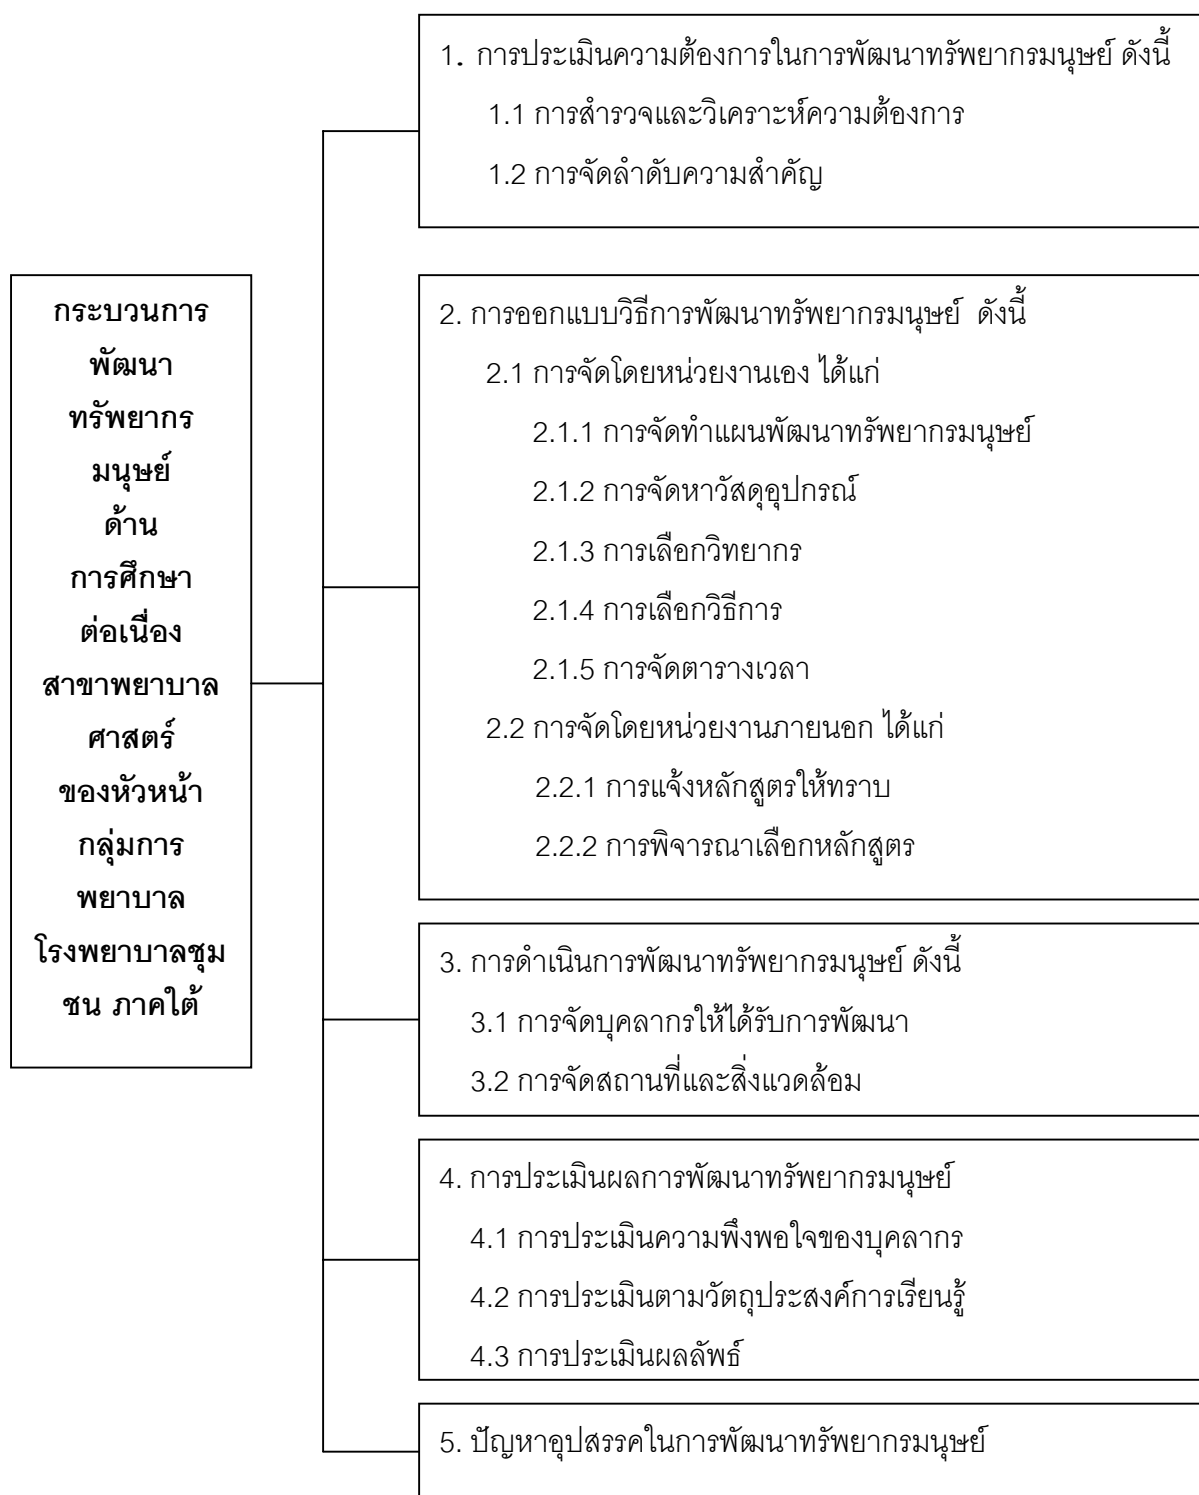 กระบวนการ
พัฒนา
ทรัพยากร
มนุษย์
ด้าน
การศึกษา
ต่อเนื่อง
สาขาพยาบาล
ศาสตร์
ของหัวหน้า
กลุ่มการ
พยาบาล
โรงพยาบาลชุม
ชน ภาคใต้
1. การประเมินความต้องการในการพัฒนาทรัพยากรมนุษย์ ดังนี้
1.1 การสำรวจและวิเคราะห์ความต้องการ
1.2 การจัดลำดับความสำคัญ
2. การออกแบบวิธีการพัฒนาทรัพยากรมนุษย์ ดังนี้
2.1 การจัดโดยหน่วยงานเอง ได้แก่
2.1.1 การจัดทำแผนพัฒนาทรัพยากรมนุษย์
2.1.2 การจัดหาวัสดุอุปกรณ์
2.1.3 การเลือกวิทยากร
2.1.4 การเลือกวิธีการ
2.1.5 การจัดตารางเวลา
2.2 การจัดโดยหน่วยงานภายนอก ได้แก่
2.2.1 การแจ้งหลักสูตรให้ทราบ
2.2.2 การพิจารณาเลือกหลักสูตร
3. การดำเนินการพัฒนาทรัพยากรมนุษย์ ดังนี้
3.1 การจัดบุคลากรให้ได้รับการพัฒนา
3.2 การจัดสถานที่และสิ่งแวดล้อม
4. การประเมินผลการพัฒนาทรัพยากรมนุษย์
4.1 การประเมินความพึงพอใจของบุคลากร
4.2 การประเมินตามวัตถุประสงค์การเรียนรู้
4.3 การประเมินผลลัพธ์
5. ปัญหาอุปสรรคในการพัฒนาทรัพยากรมนุษย์